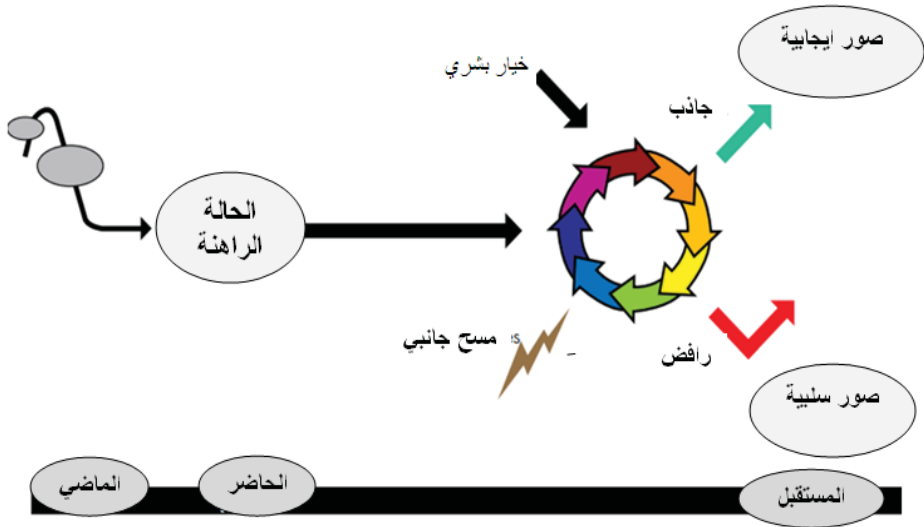 صور ايجابية
خيار بشري
جاذب
الحالة
الراهنة
مسح جانبي
رافض
صور سلبية
الماضي
الحاضر
المستقبل